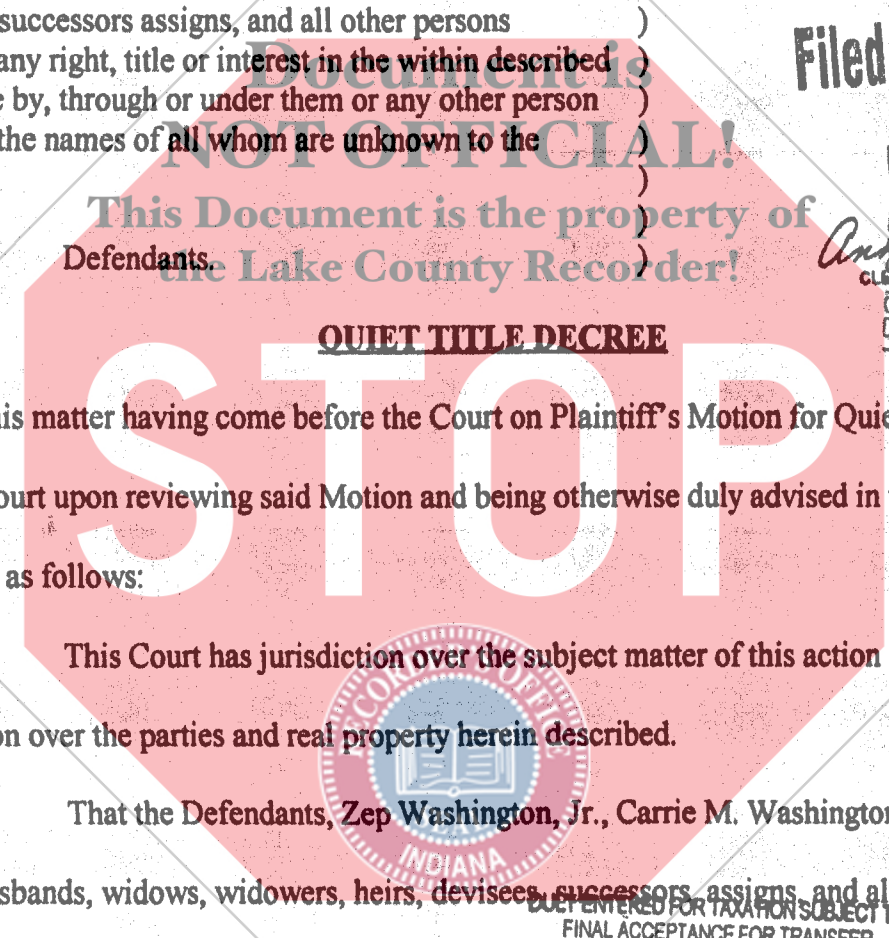 successors assigns, and all other persons )
any right, title or interest in the within described )
e by, through or under them or any other person )
the names of all whom are unknown to the )
)
)
Defendants. )
Filed
Document is
NOT OFFICIAL!
This Document is the property of
the Lake County Recorder!
QUIET TITLE DECREE
STOP
is matter having come before the Court on Plaintiff's Motion for Quie
ourt upon reviewing said Motion and being otherwise duly advised in
as follows:
This Court has jurisdiction over the subject matter of this action
on over the parties and real property herein described.
That the Defendants, Zep Washington, Jr., Carrie M. Washington
sbands, widows, widowers, heirs, devisees, successors, assigns, and al
INDIANA
DULY ENTERED FOR TAXATION SUBJECT T
FINAL ACCEPTANCE FOR TRANSFER